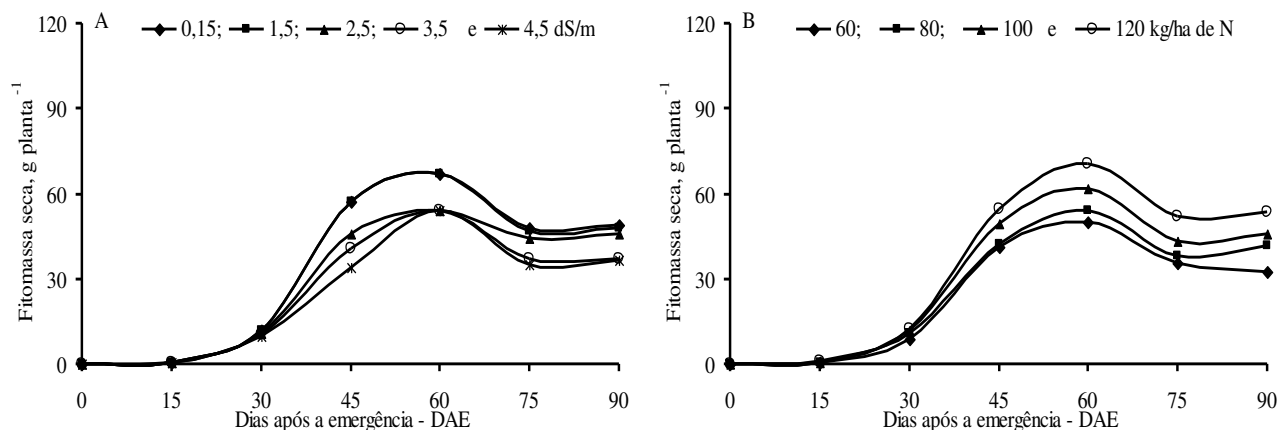 A
0,15; 1,5; 2,5; 3,5 e 4,5 dS/m
Fitomassa seca, g planta -1
120
90
60
30
0
0 15 30 45 60 75 90
Dias após a emergência - DAE
B
60; 80; 100 e 120 kg/ha de N
Fitomassa seca, g planta -1
120
90
60
30
0
0 15 30 45 60 75 90
Dias após a emergência - DAE